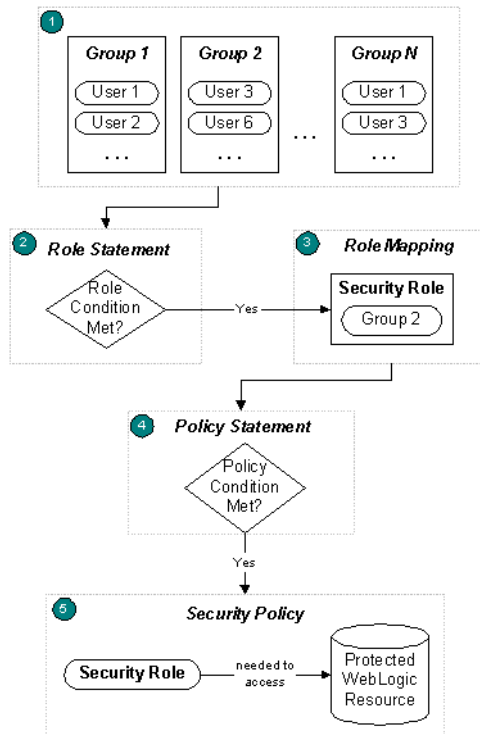 1
Group 1
Group 2
Group N
User 1
User 3
User 1
User 2
User 6
User 3
...
...
...
...
2
Role Statement
3
Role Mapping
Role
Condition
Met?
Yes
Security Role
Group 2
4
Policy Statement
Policy
Condition
Met?
Yes
5
Security Policy
Security Role
needed to
access
Protected
WebLogic
Resource